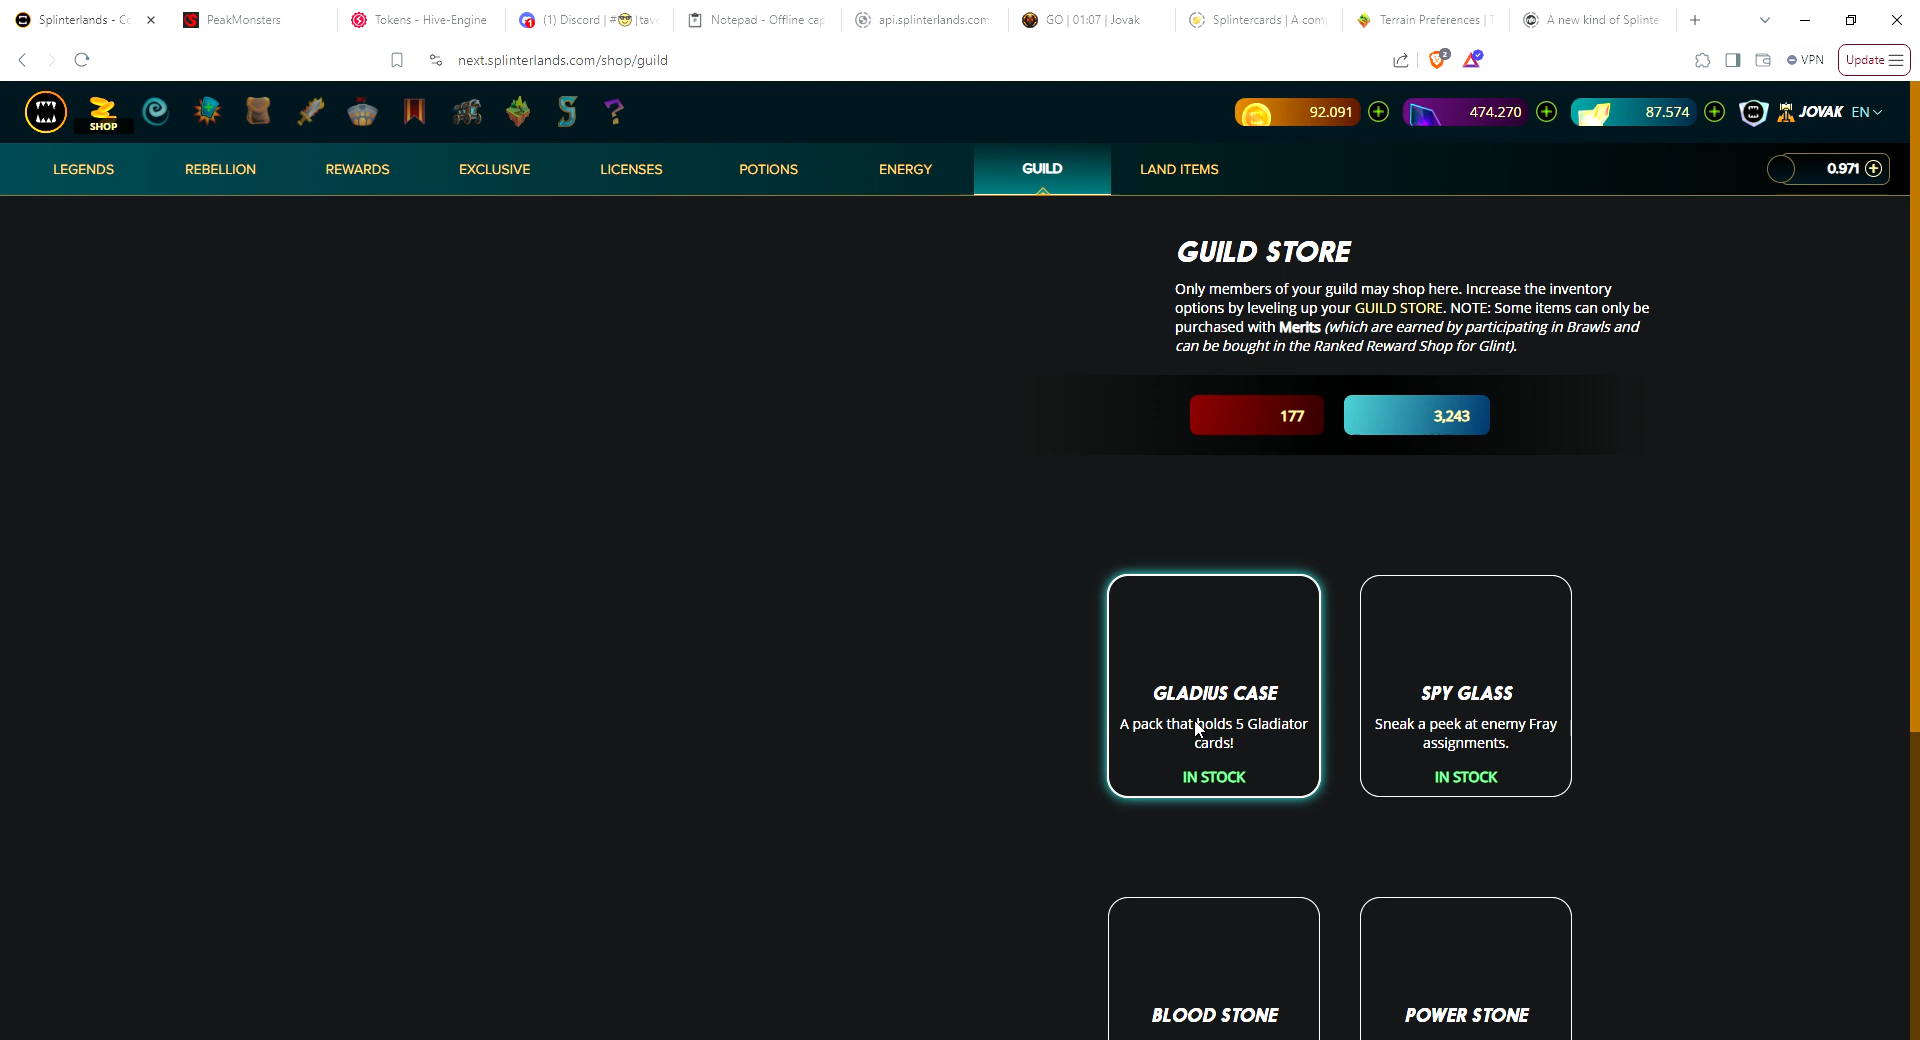 Splinterlands - Co
PeakMonsters
Tokens - Hive-Engine
(1) Discord | #😎|tave
Notepad - Offline cap
api.splinterlands.com
GO | 01:07 | Jovak
Splintercards | A com
Terrain Preferences | T
A new kind of Splinte
next.splinterlands.com/shop/guild
2
VPN
Update
SHOP
92.091
474.270
87.574
JOVAK
EN
LEGENDS
REBELLION
REWARDS
EXCLUSIVE
LICENSES
POTIONS
ENERGY
GUILD
LAND ITEMS
0.971
GUILD STORE
Only members of your guild may shop here. Increase the inventory
options by leveling up your GUILD STORE. NOTE: Some items can only be
purchased with Merits (which are earned by participating in Brawls and
can be bought in the Ranked Reward Shop for Glint).
177
3,243
GLADIUS CASE
A pack that holds 5 Gladiator
cards!
IN STOCK
SPY GLASS
Sneak a peek at enemy Fray
assignments.
IN STOCK
BLOOD STONE
POWER STONE